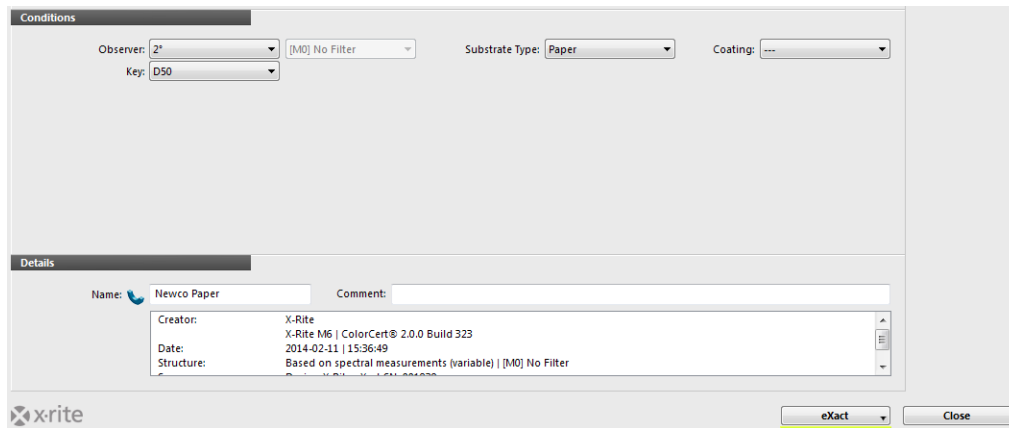 Conditions
Observer: 2° [M0] No Filter Substrate Type: Paper Coating: ---
Key: D50
Details
Name: Newco Paper Comment:
Creator: X-Rite
X-Rite M6 | ColorCert® 2.0.0 Build 323
Date: 2014-02-11 | 15:36:49
Structure: Based on spectral measurements (variable) | [M0] No Filter
x·rite eXact Close